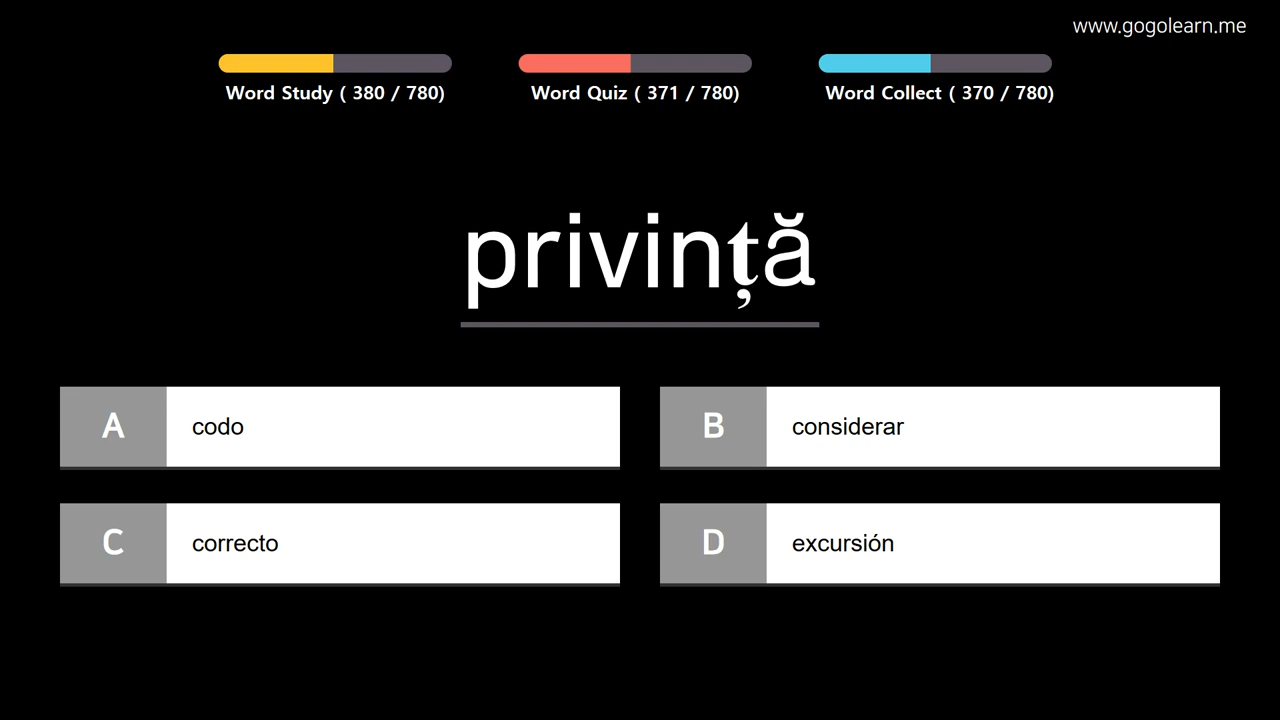 www.gogolearn.me
Word Study ( 380 / 780)
Word Quiz ( 371 / 780)
Word Collect ( 370 / 780)
privință
A codo
B considerar
C correcto
D excursión